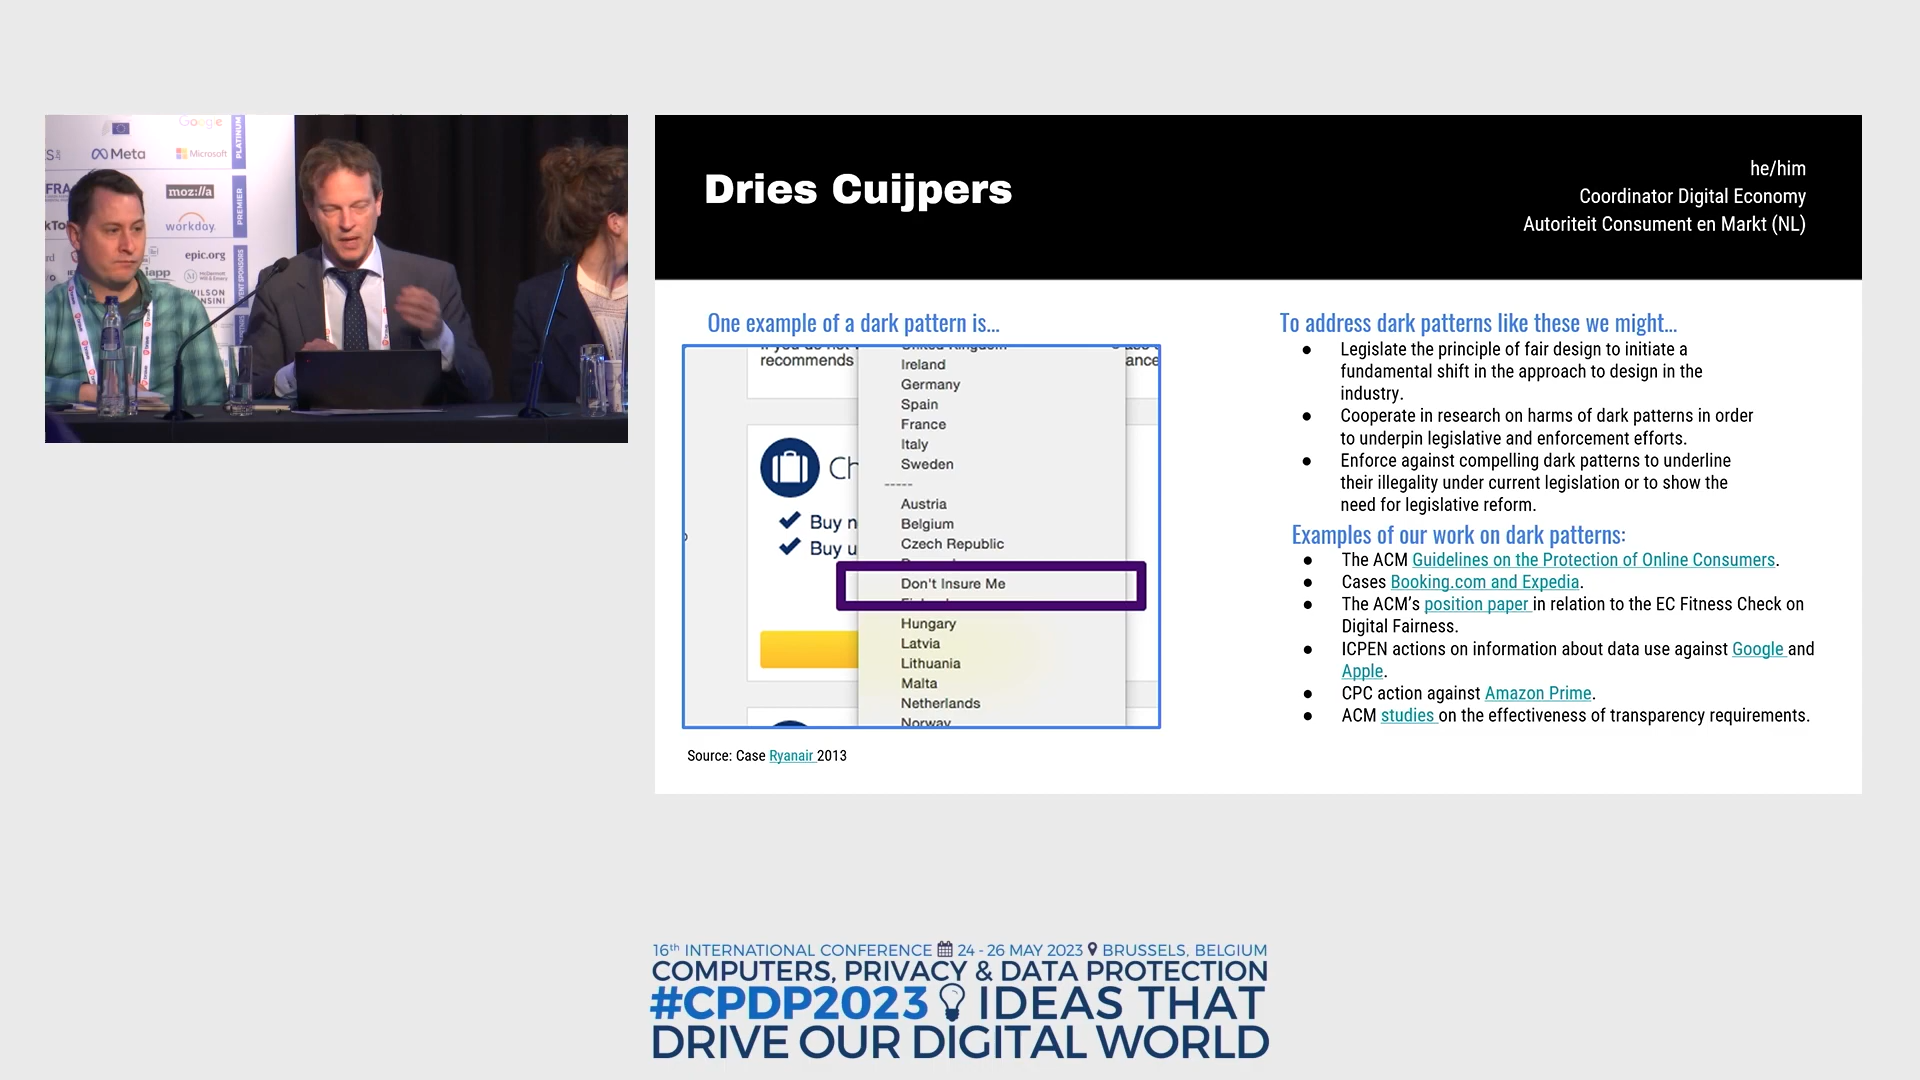 Google
Meta
Microsoft
PLATINUM
moz://a
PREMIER
workday.
epic.org
iapp
WILSON
Dries Cuijpers
he/him
Coordinator Digital Economy
Autoriteit Consument en Markt (NL)
One example of a dark pattern is...
recommends
Ireland
Germany
Spain
France
Italy
Sweden
-----
Austria
Belgium
Czech Republic
Don't Insure Me
Hungary
Latvia
Lithuania
Malta
Netherlands
Norway
Buy
Buy
Source: Case Ryanair 2013
To address dark patterns like these we might...
● Legislate the principle of fair design to initiate a
fundamental shift in the approach to design in the
industry.
● Cooperate in research on harms of dark patterns in order
to underpin legislative and enforcement efforts.
● Enforce against compelling dark patterns to underline
their illegality under current legislation or to show the
need for legislative reform.
Examples of our work on dark patterns:
● The ACM Guidelines on the Protection of Online Consumers.
● Cases Booking.com and Expedia.
● The ACM's position paper in relation to the EC Fitness Check on
Digital Fairness.
● ICPEN actions on information about data use against Google and
Apple.
● CPC action against Amazon Prime.
● ACM studies on the effectiveness of transparency requirements.
16th INTERNATIONAL CONFERENCE 24 - 26 MAY 2023 BRUSSELS, BELGIUM
COMPUTERS, PRIVACY & DATA PROTECTION
#CPDP2023 IDEAS THAT
DRIVE OUR DIGITAL WORLD